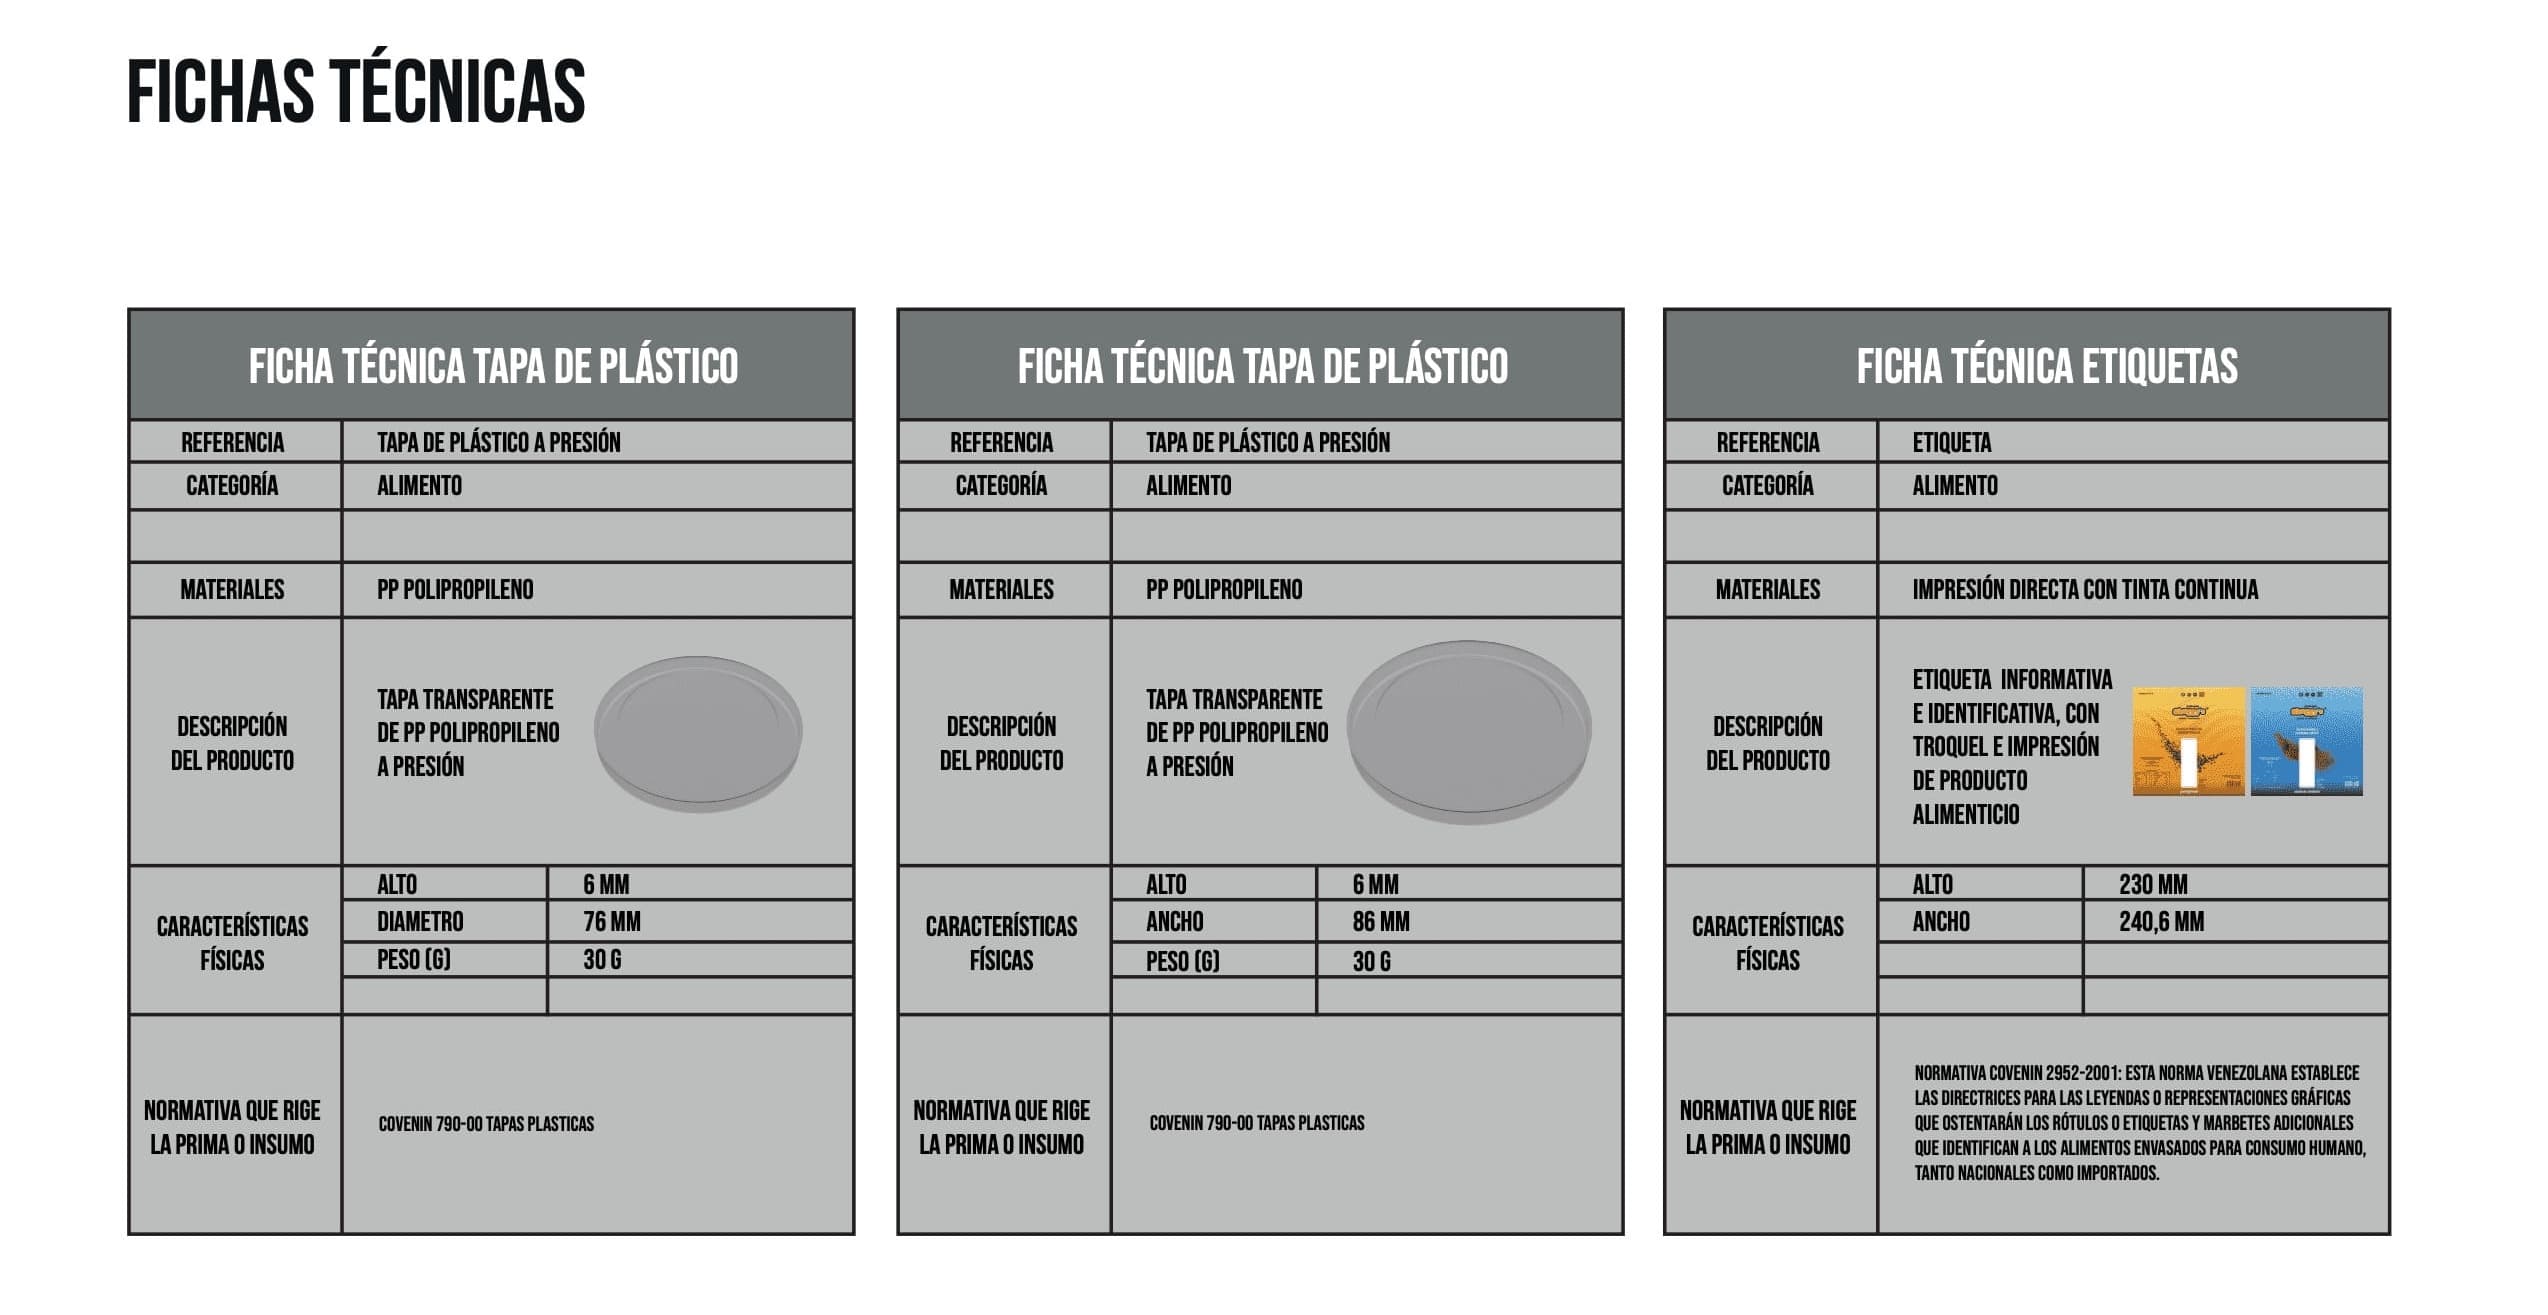 FICHAS TÉCNICAS
FICHA TÉCNICA TAPA DE PLÁSTICO
REFERENCIA
TAPA DE PLÁSTICO A PRESIÓN
CATEGORÍA
ALIMENTO
MATERIALES
PP POLIPROPILENO
DESCRIPCIÓN
DEL PRODUCTO
TAPA TRANSPARENTE
DE PP POLIPROPILENO
A PRESIÓN
CARACTERÍSTICAS
FÍSICAS
ALTO
6 MM
DIAMETRO
76 MM
PESO (G)
30 G
NORMATIVA QUE RIGE
LA PRIMA O INSUMO
COVENIN 790-00 TAPAS PLASTICAS
FICHA TÉCNICA TAPA DE PLÁSTICO
REFERENCIA
TAPA DE PLÁSTICO A PRESIÓN
CATEGORÍA
ALIMENTO
MATERIALES
PP POLIPROPILENO
DESCRIPCIÓN
DEL PRODUCTO
TAPA TRANSPARENTE
DE PP POLIPROPILENO
A PRESIÓN
CARACTERÍSTICAS
FÍSICAS
ALTO
6 MM
ANCHO
86 MM
PESO (G)
30 G
NORMATIVA QUE RIGE
LA PRIMA O INSUMO
COVENIN 790-00 TAPAS PLASTICAS
FICHA TÉCNICA ETIQUETAS
REFERENCIA
ETIQUETA
CATEGORÍA
ALIMENTO
MATERIALES
IMPRESIÓN DIRECTA CON TINTA CONTINUA
DESCRIPCIÓN
DEL PRODUCTO
ETIQUETA INFORMATIVA
E IDENTIFICATIVA, CON
TROQUEL E IMPRESIÓN
DE PRODUCTO
ALIMENTICIO
CARACTERÍSTICAS
FÍSICAS
ALTO
230 MM
ANCHO
240,6 MM
NORMATIVA QUE RIGE
LA PRIMA O INSUMO
NORMATIVA COVENIN 2952-2001: ESTA NORMA VENEZOLANA ESTABLECE
LAS DIRECTRICES PARA LAS LEYENDAS O REPRESENTACIONES GRÁFICAS
QUE OSTENTARÁN LOS RÓTULOS O ETIQUETAS Y MARBETES ADICIONALES
QUE IDENTIFICAN A LOS ALIMENTOS ENVASADOS PARA CONSUMO HUMANO,
TANTO NACIONALES COMO IMPORTADOS.